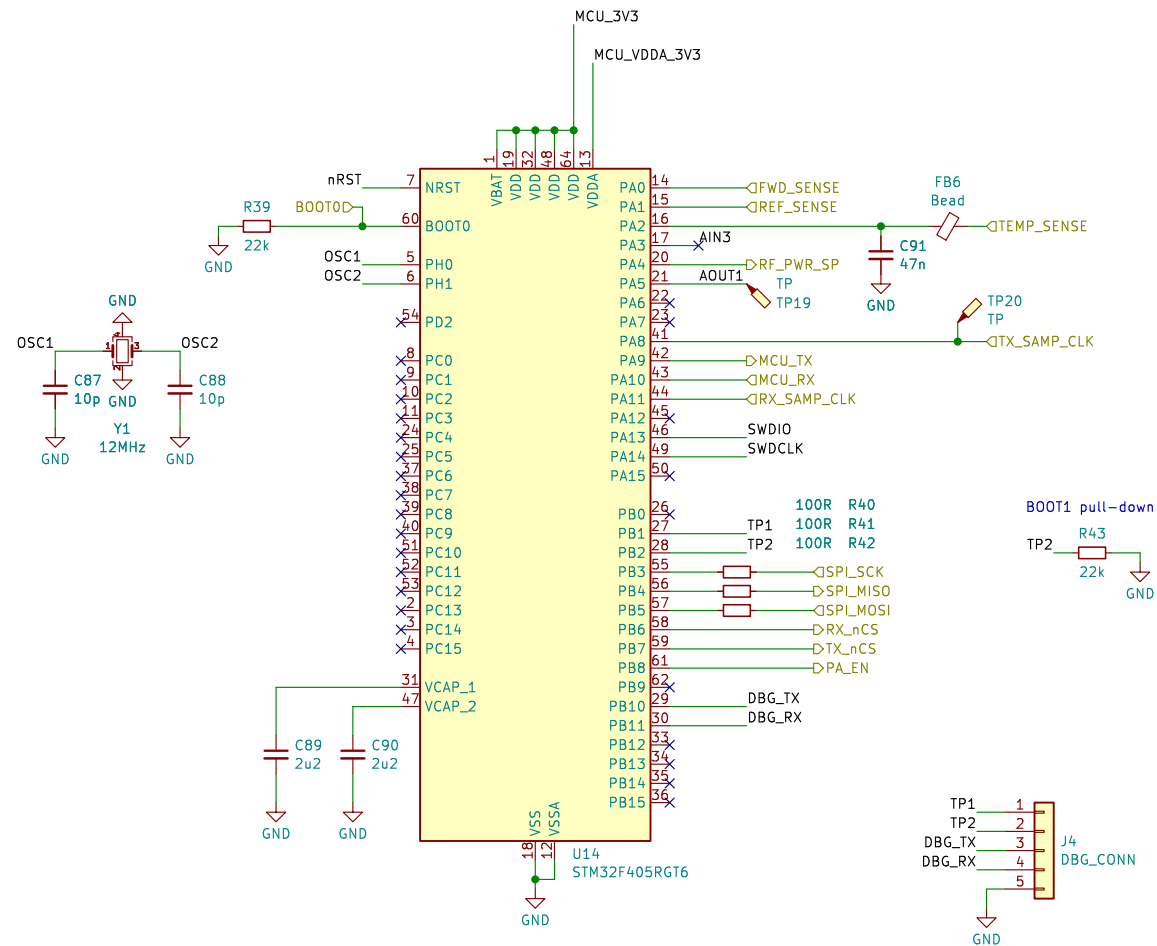 MCU_3V3
MCU_VDDA_3V3
1 19 32 48 64 13
VBAT VDD VDD VDD VDD VDDA
nRST 7 NRST
R39
22k
GND
BOOT0
60 BOOT0
OSC1 5 PH0
OSC2 6 PH1
54 PD2
8 PC0
9 PC1
10 PC2
11 PC3
24 PC4
25 PC5
37 PC6
38 PC7
39 PC8
40 PC9
51 PC10
52 PC11
53 PC12
2 PC13
3 PC14
4 PC15
31 VCAP_1
47 VCAP_2
PA0 14 FWD_SENSE
PA1 15 REF_SENSE
PA2 16
FB6
Bead
TEMP_SENSE
C91
47n
GND
PA3 17 AIN3
PA4 20 RF_PWR_SP
PA5 21 AOUT1
TP
TP19
PA6 22
PA7 23
TP20
TP
PA8 41 TX_SAMP_CLK
PA9 42 MCU_TX
PA10 43 MCU_RX
PA11 44 RX_SAMP_CLK
PA12 45
PA13 46 SWDIO
PA14 49 SWDCLK
PA15 50
PB0 26
PB1 27 TP1
PB2 28 TP2
100R R40
100R R41
100R R42
PB3 55 SPI_SCK
PB4 56 SPI_MISO
PB5 57 SPI_MOSI
PB6 58 RX_nCS
PB7 59 TX_nCS
PB8 61 PA_EN
PB9 62
PB10 29 DBG_TX
PB11 30 DBG_RX
PB12 33
PB13 34
PB14 35
PB15 36
VSS VSSA
18 12
U14
STM32F405RGT6
GND
GND
OSC1 1 4 3 2 OSC2
GND
C87
10p
GND
Y1
12MHz
C88
10p
GND
C89
2u2
GND
C90
2u2
GND
BOOT1 pull-down
R43
TP2
22k
GND
TP1 1
TP2 2
DBG_TX 3
DBG_RX 4
5
J4
DBG_CONN
GND